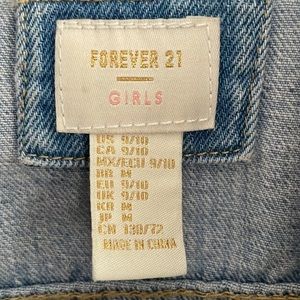 FOREVER 21
GIRLS
US 9/10
CA 9/10
MX/ECU 9/10
BR M
EU 9/10
UK 9/10
KR M
JP M
CN 130/72
MADE IN CHINA